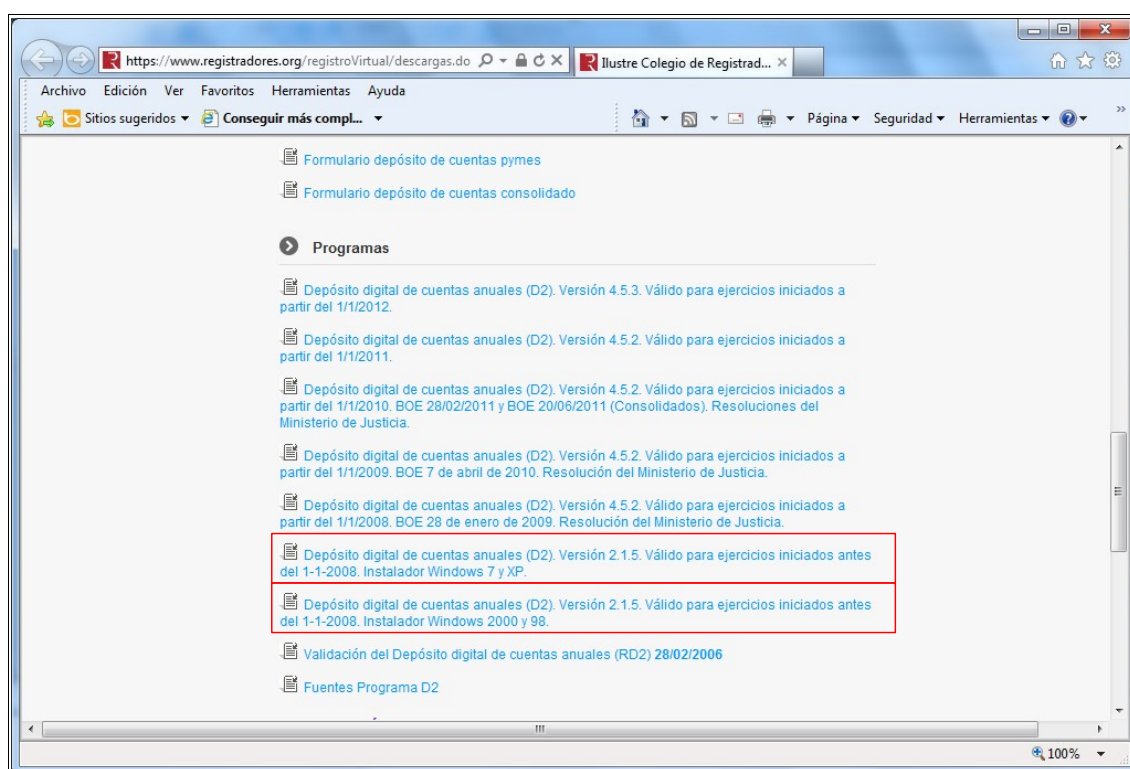 https://www.registradores.org/registroVirtual/descargas.do
Ilustre Colegio de Registrad...
Archivo Edición Ver Favoritos Herramientas Ayuda
Sitios sugeridos Conseguir más compl...
Página Seguridad Herramientas
Formulario depósito de cuentas pymes
Formulario depósito de cuentas consolidado
Programas
Depósito digital de cuentas anuales (D2). Versión 4.5.3. Válido para ejercicios iniciados a
partir del 1/1/2012.
Depósito digital de cuentas anuales (D2). Versión 4.5.2. Válido para ejercicios iniciados a
partir del 1/1/2011.
Depósito digital de cuentas anuales (D2). Versión 4.5.2. Válido para ejercicios iniciados a
partir del 1/1/2010. BOE 28/02/2011 y BOE 20/06/2011 (Consolidados). Resoluciones del
Ministerio de Justicia.
Depósito digital de cuentas anuales (D2). Versión 4.5.2. Válido para ejercicios iniciados a
partir del 1/1/2009. BOE 7 de abril de 2010. Resolución del Ministerio de Justicia.
Depósito digital de cuentas anuales (D2). Versión 4.5.2. Válido para ejercicios iniciados a
partir del 1/1/2008. BOE 28 de enero de 2009. Resolución del Ministerio de Justicia.
Depósito digital de cuentas anuales (D2). Versión 2.1.5. Válido para ejercicios iniciados antes
del 1-1-2008. Instalador Windows 7 y XP.
Depósito digital de cuentas anuales (D2). Versión 2.1.5. Válido para ejercicios iniciados antes
del 1-1-2008. Instalador Windows 2000 y 98.
Validación del Depósito digital de cuentas anuales (RD2) 28/02/2006
Fuentes Programa D2
100%